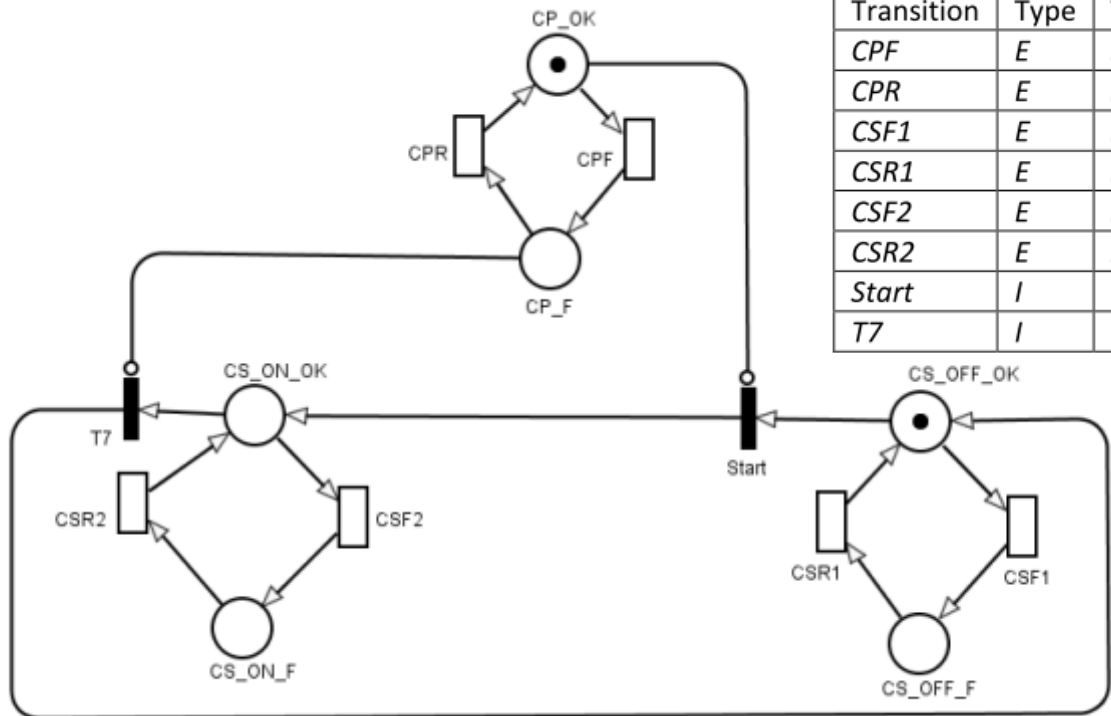 CP_OK
CPR
CPF
CP_F
Transition Type
CPF E
CPR E
CSF1 E
CSR1 E
CSF2 E
CSR2 E
Start I
T7 I
CS_ON_OK
CS_OFF_OK
T7
Start
CSR2
CSF2
CSR1
CSF1
CS_ON_F
CS_OFF_F